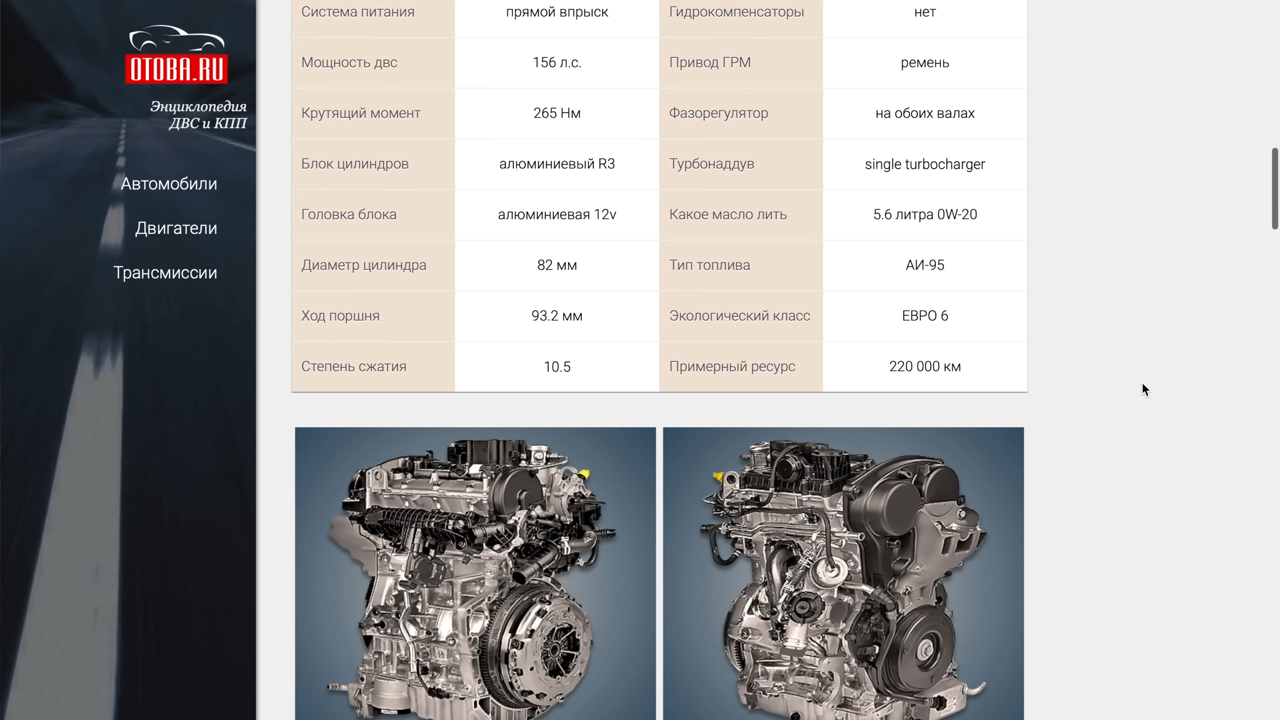 OTOBA.RU
Энциклопедия
ДВС и КПП
Автомобили
Двигатели
Трансмиссии
Система питания прямой впрыск Гидрокомпенсаторы нет
Мощность двс 156 л.с. Привод ГРМ ремень
Крутящий момент 265 Нм Фазорегулятор на обоих валах
Блок цилиндров алюминиевый R3 Турбонаддув single turbocharger
Головка блока алюминиевая 12v Какое масло лить 5.6 литра 0W-20
Диаметр цилиндра 82 мм Тип топлива АИ-95
Ход поршня 93.2 мм Экологический класс ЕВРО 6
Степень сжатия 10.5 Примерный ресурс 220 000 км